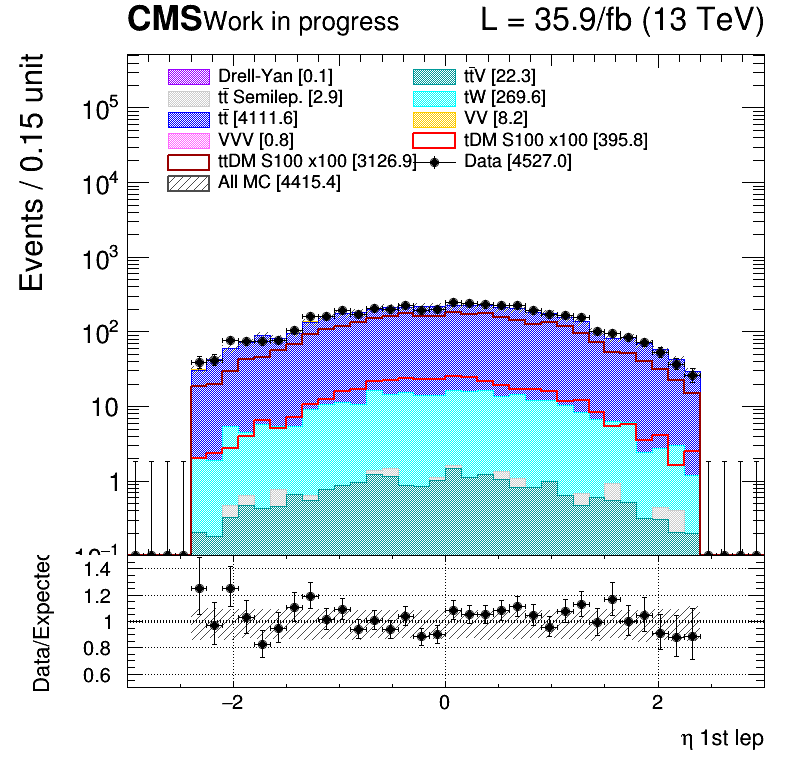 CMS Work in progress L = 35.9/fb (13 TeV)
Drell-Yan [0.1] tt̄V [22.3]
tt̄ Semilep. [2.9] tW [269.6]
tt̄ [4111.6] VV [8.2]
VVV [0.8] tDM S100 x100 [395.8]
ttDM S100 x100 [3126.9] Data [4527.0]
All MC [4415.4]
Events / 0.15 unit
10⁵
10⁴
10³
10²
10
1
10⁻¹
Data/Expected
1.4
1.2
1
0.8
0.6
−2 0 2
η 1st lep